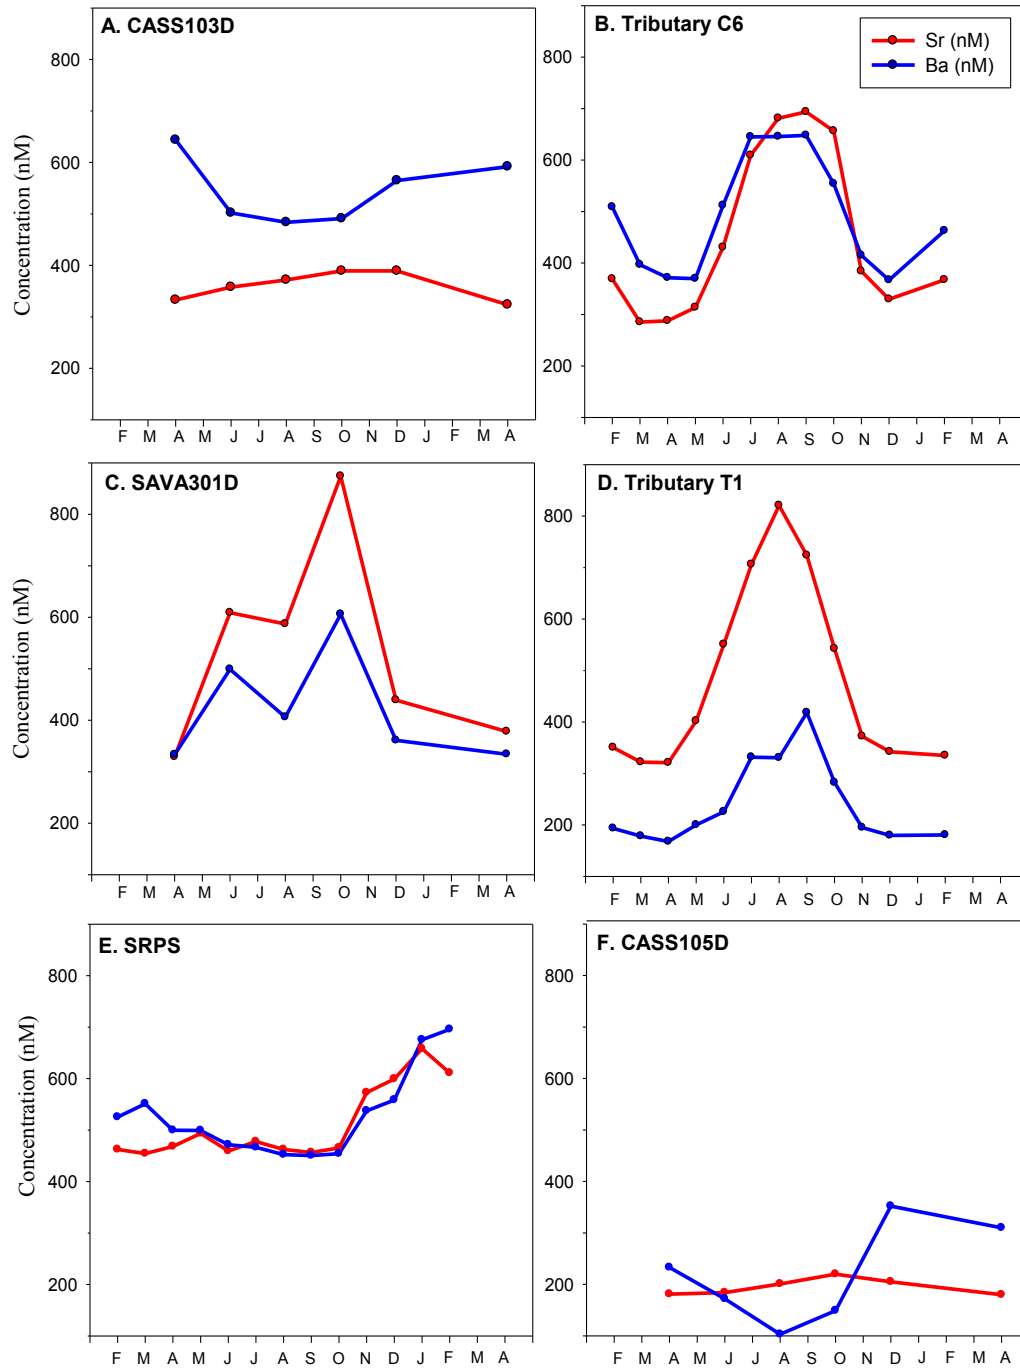 A. CASS103D
800
600
400
200
Concentration (nM)
F M A M J J A S O N D J F M A
B. Tributary C6
Sr (nM)
Ba (nM)
800
600
400
200
F M A M J J A S O N D J F M A
C. SAVA301D
800
600
400
200
Concentration (nM)
F M A M J J A S O N D J F M A
D. Tributary T1
800
600
400
200
F M A M J J A S O N D J F M A
E. SRPS
800
600
400
200
Concentration (nM)
F M A M J J A S O N D J F M A
F. CASS105D
800
600
400
200
F M A M J J A S O N D J F M A